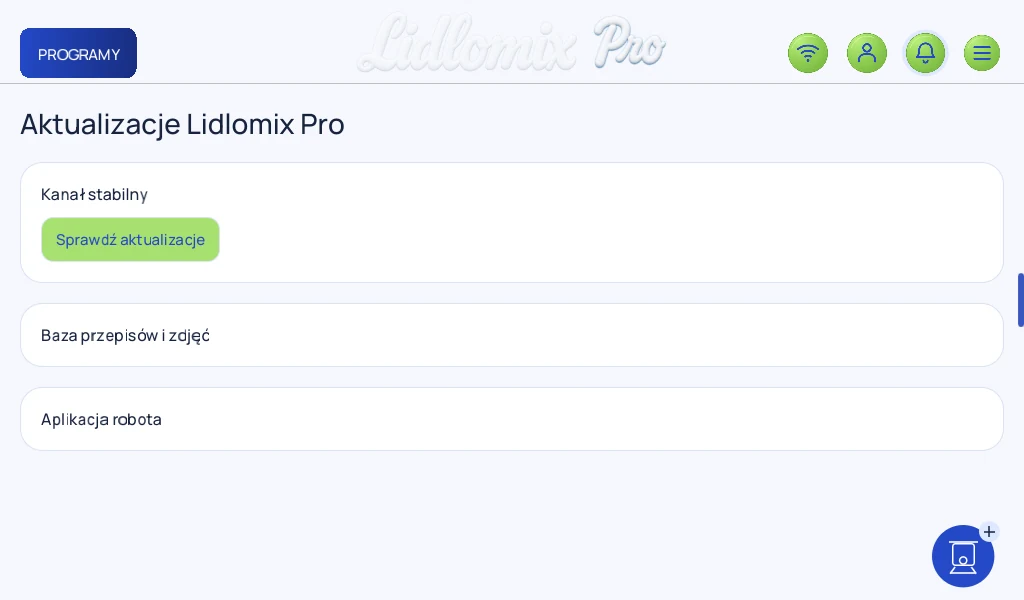 PROGRAMY
Lidlomix Pro
Aktualizacje Lidlomix Pro
Kanał stabilny
Sprawdź aktualizacje
Baza przepisów i zdjęć
Aplikacja robota